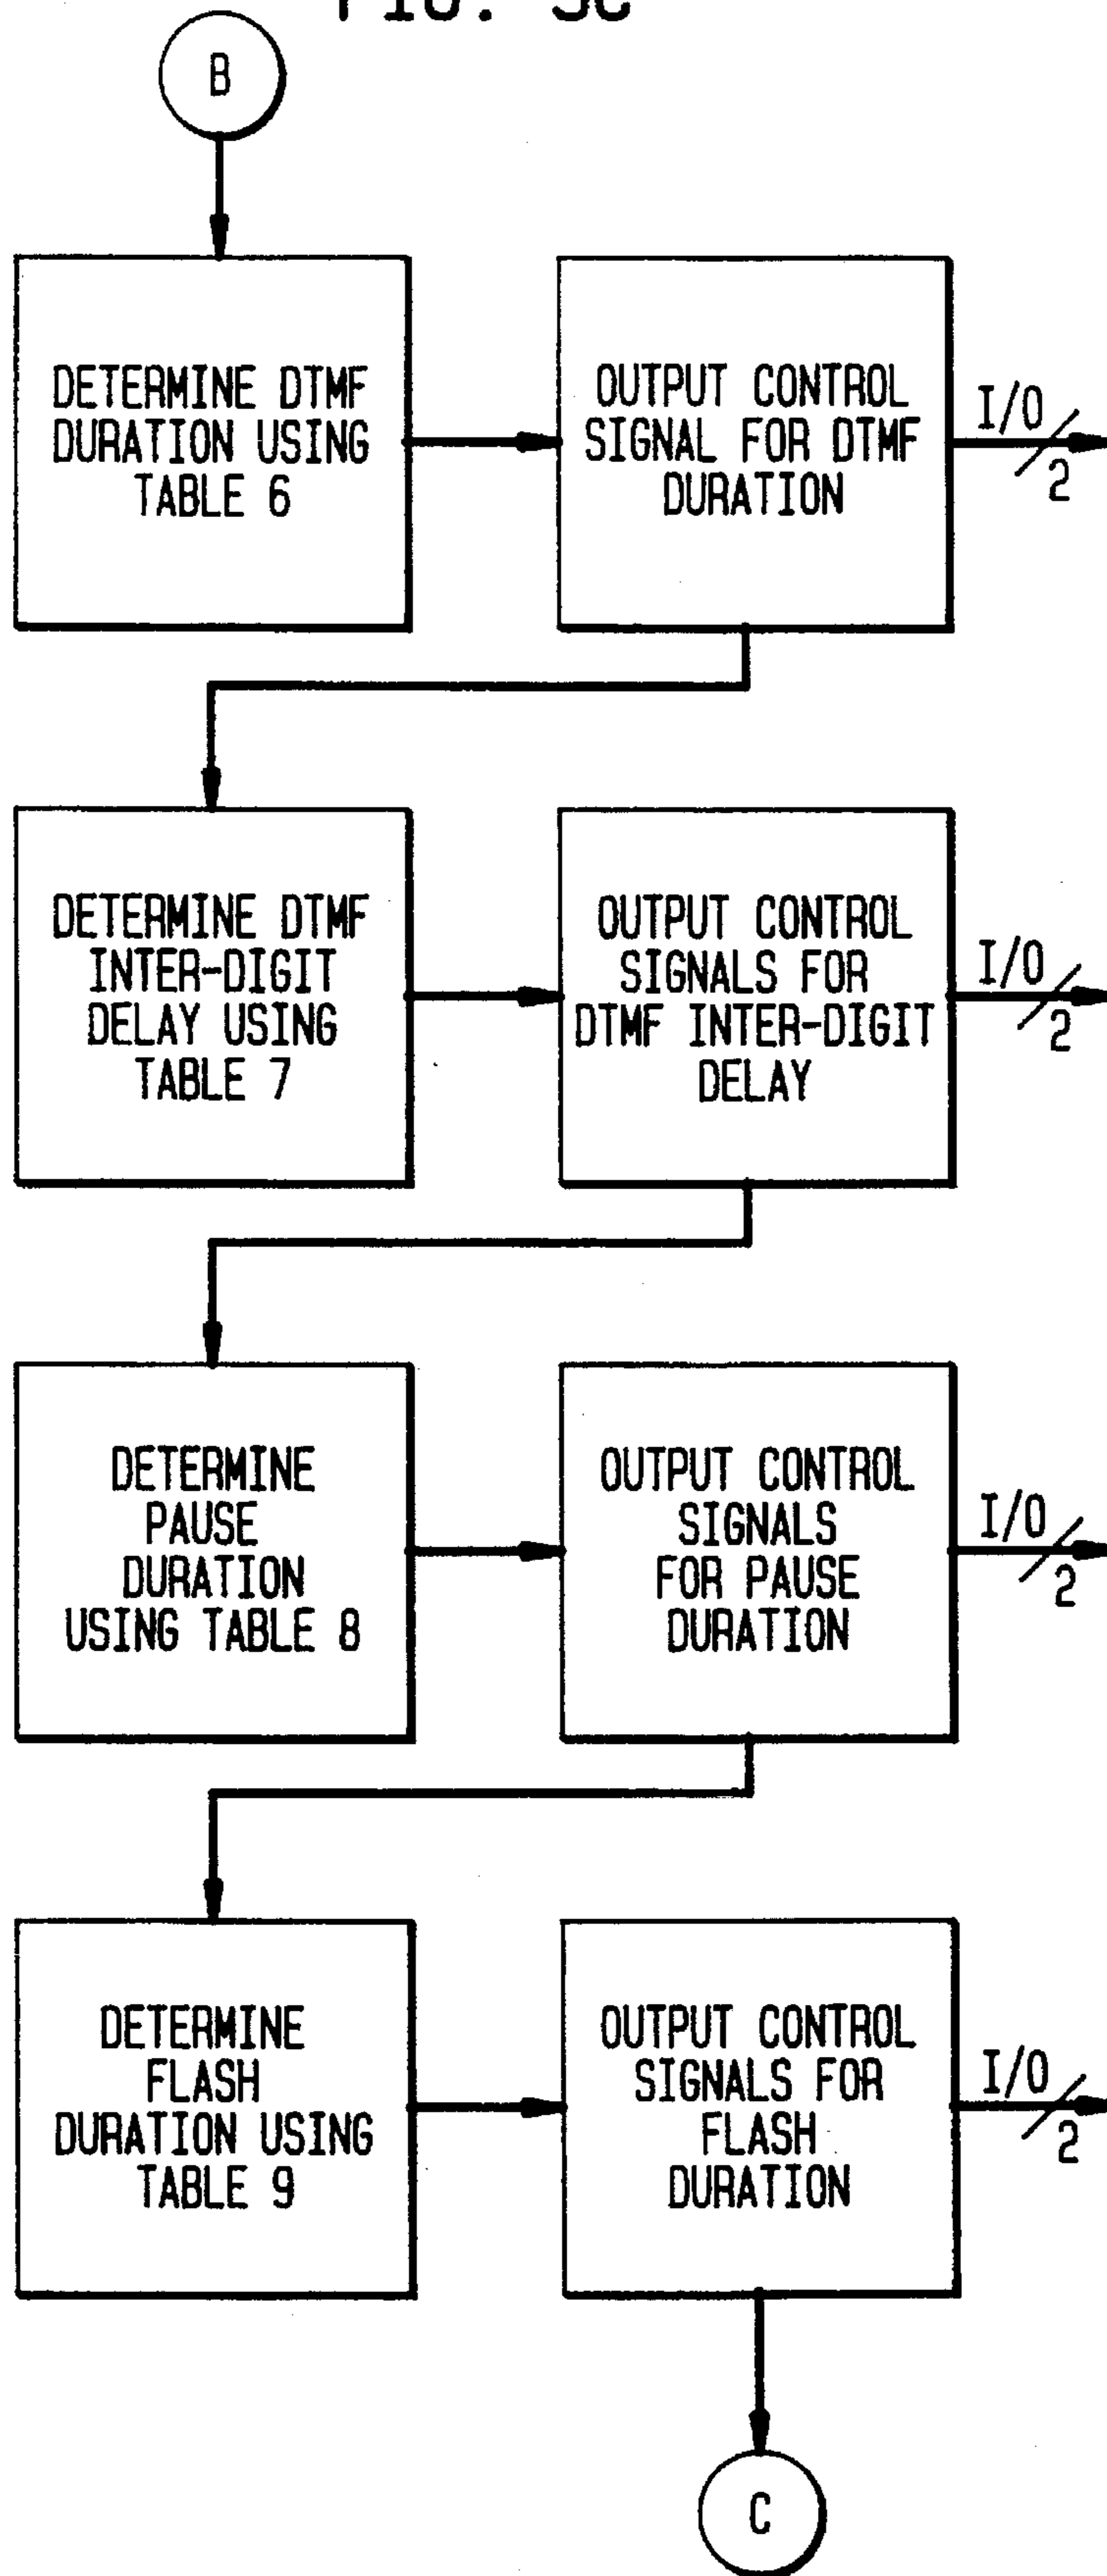 B
DETERMINE DTMF
DURATION USING
TABLE 6
OUTPUT CONTROL
SIGNAL FOR DTMF
DURATION
I/O
2
DETERMINE DTMF
INTER-DIGIT
DELAY USING
TABLE 7
OUTPUT CONTROL
SIGNALS FOR
DTMF INTER-DIGIT
DELAY
I/O
2
DETERMINE
PAUSE
DURATION
USING TABLE 8
OUTPUT CONTROL
SIGNALS
FOR PAUSE
DURATION
I/O
2
DETERMINE
FLASH
DURATION USING
TABLE 9
OUTPUT CONTROL
SIGNALS FOR
FLASH
DURATION
I/O
2
C